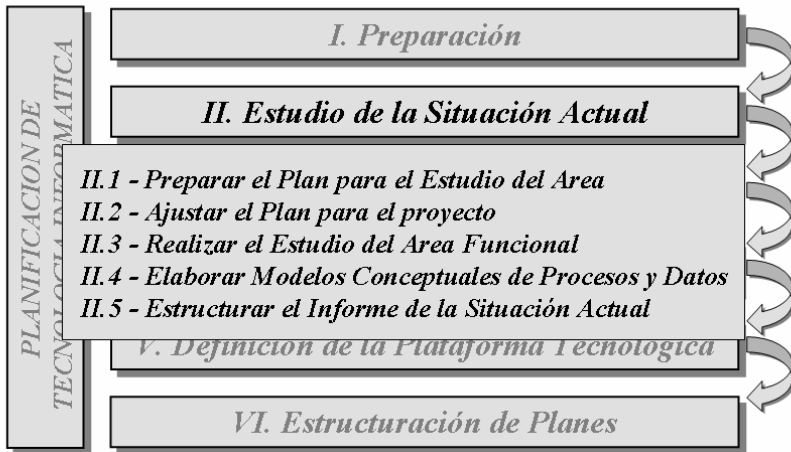 PLANIFICACION DE
TECNOLOGIA INFORMATICA
I. Preparación
II. Estudio de la Situación Actual
II.1 - Preparar el Plan para el Estudio del Area
II.2 - Ajustar el Plan para el proyecto
II.3 - Realizar el Estudio del Area Funcional
II.4 - Elaborar Modelos Conceptuales de Procesos y Datos
II.5 - Estructurar el Informe de la Situación Actual
V. Definición de la Plataforma Tecnológica
VI. Estructuración de Planes